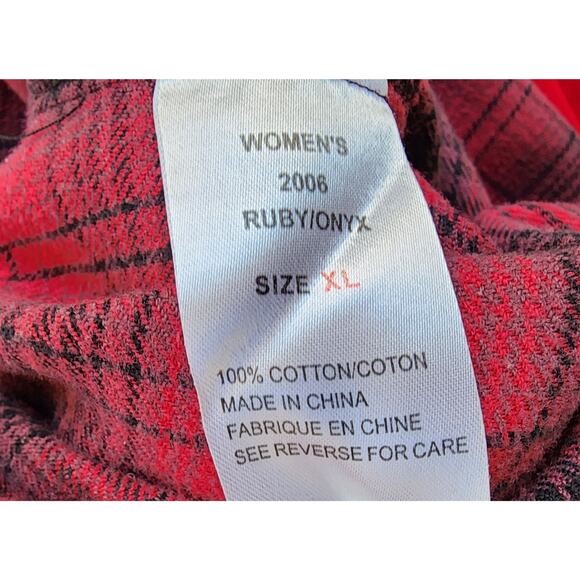 WOMEN'S
2006
RUBY/ONYX
SIZE XL
100% COTTON/COTON
MADE IN CHINA
FABRIQUE EN CHINE
SEE REVERSE FOR CARE